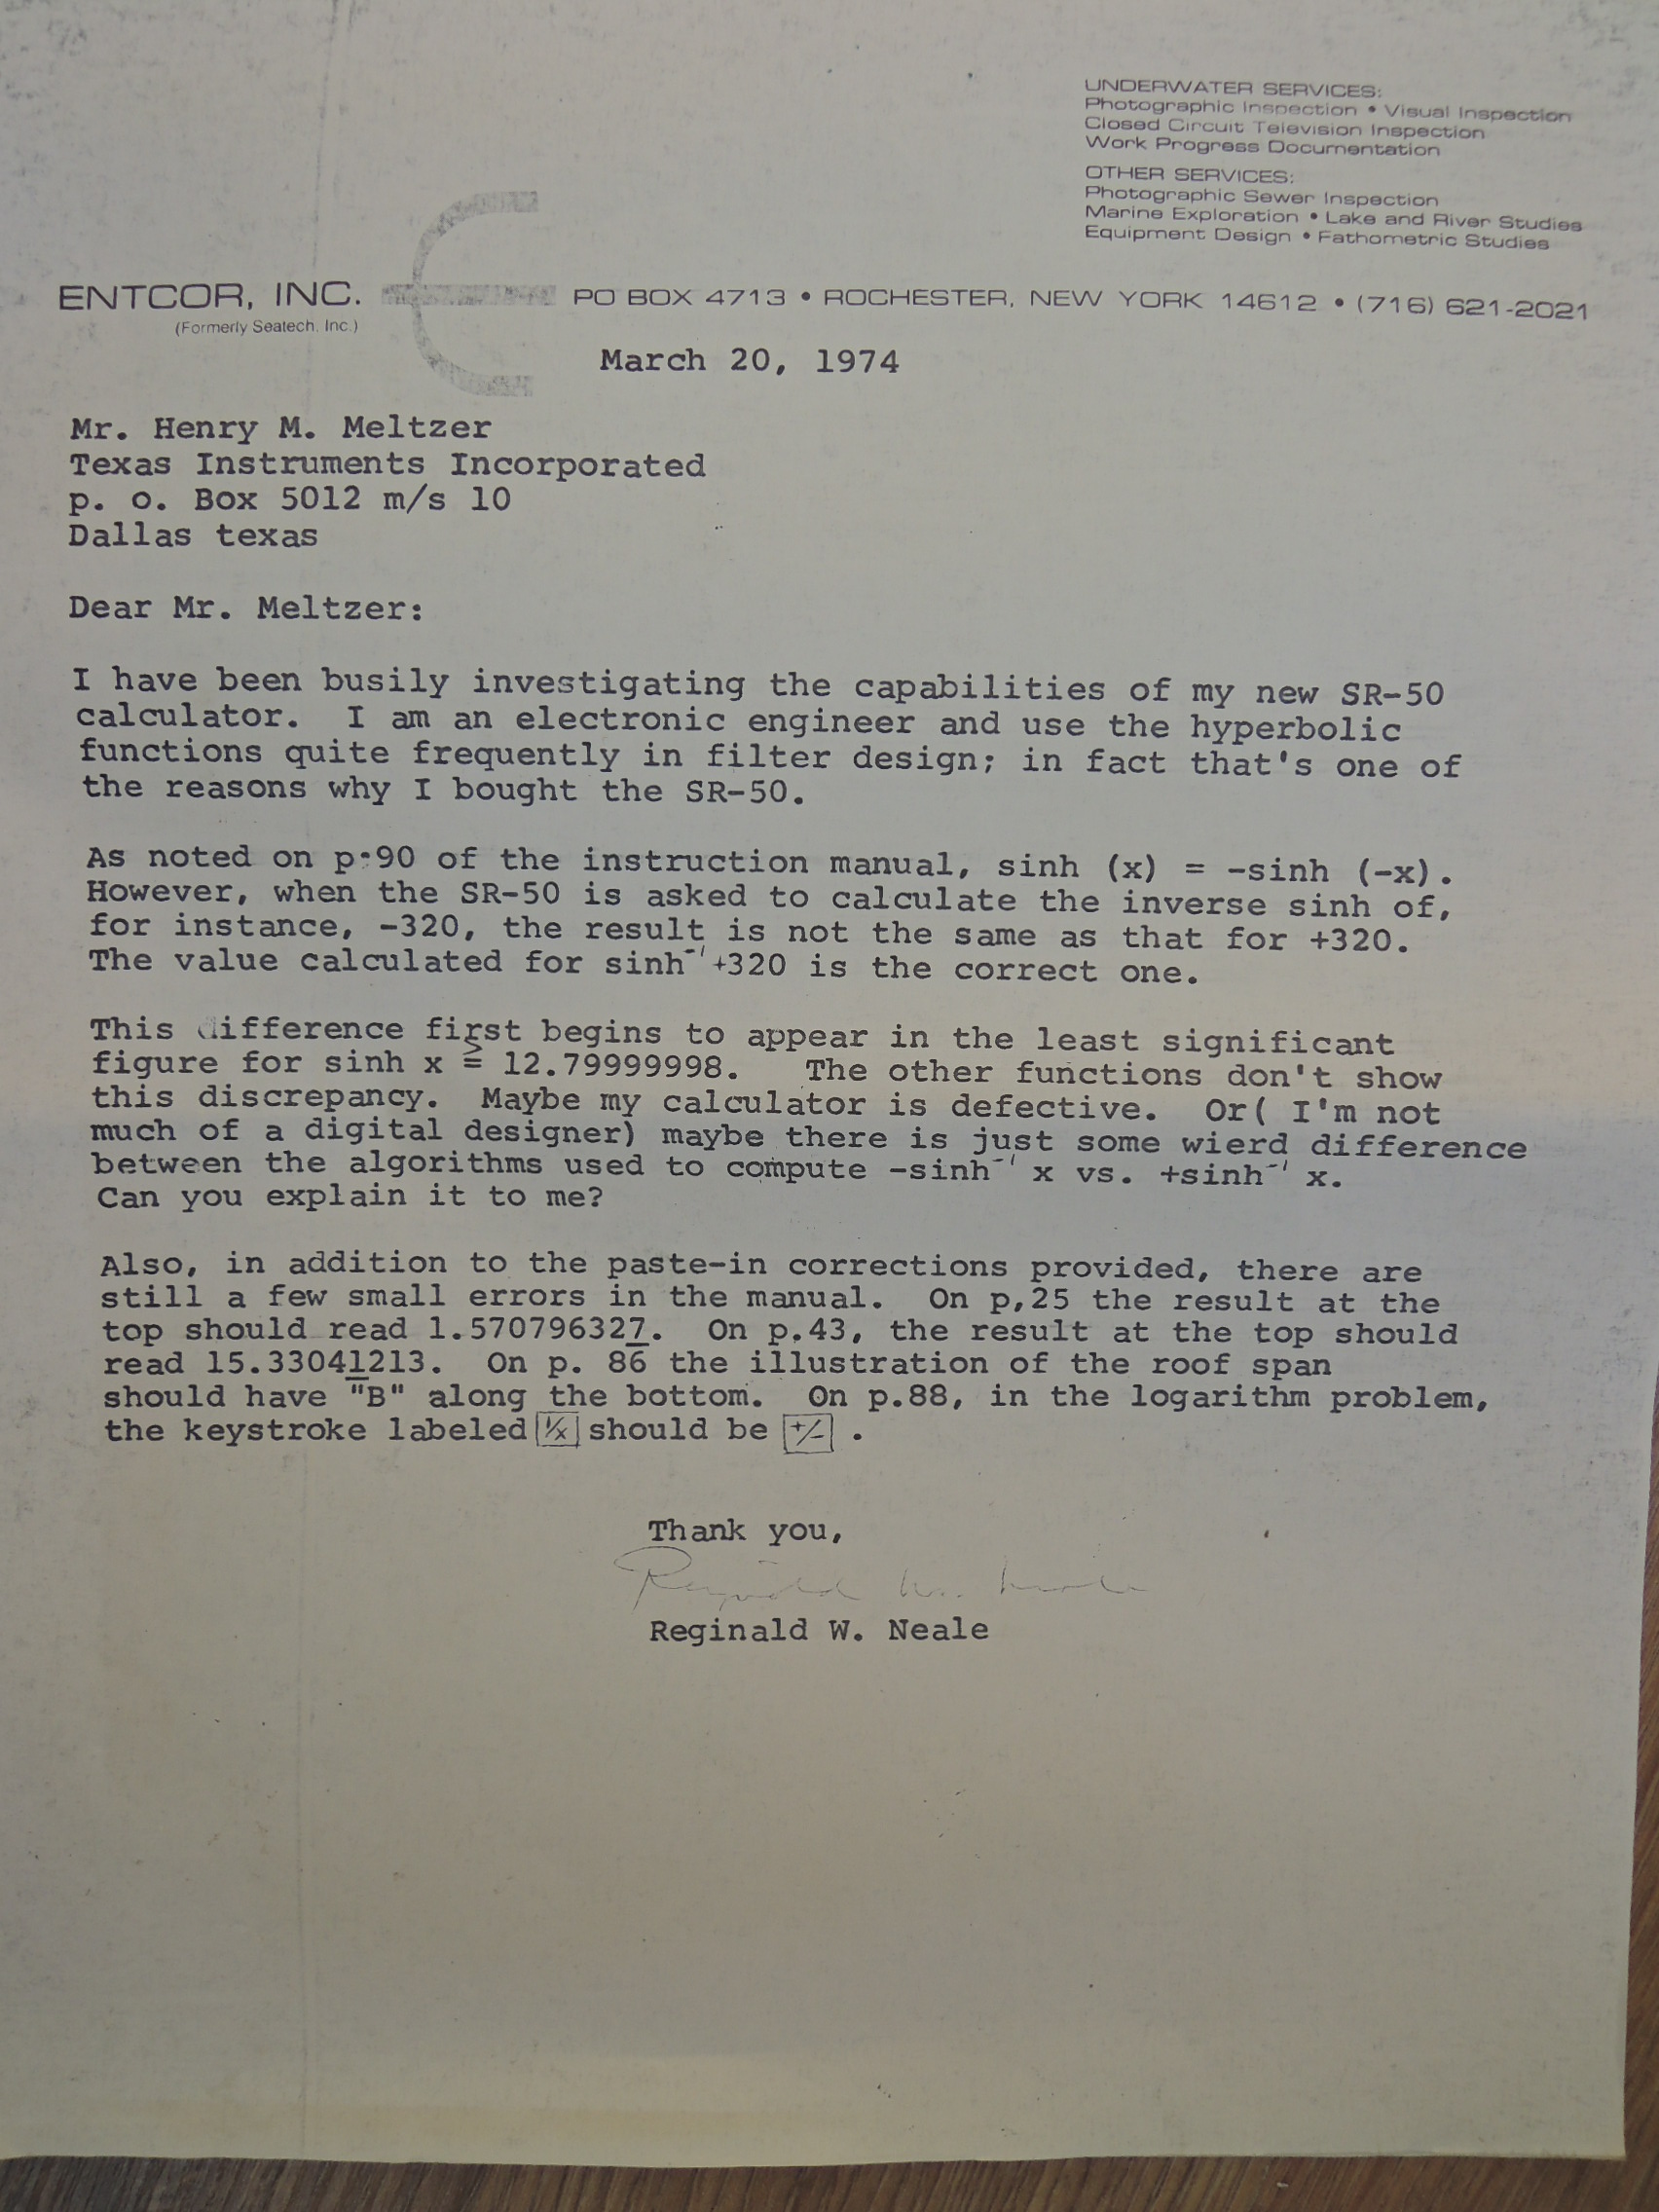 UNDERWATER SERVICES:
Photographic Inspection • Visual Inspection
Closed Circuit Television Inspection
Work Progress Documentation
OTHER SERVICES:
Photographic Sewer Inspection
Marine Exploration • Lake and River Studies
Equipment Design • Fathometric Studies
ENTCOR, INC. PO BOX 4713 • ROCHESTER, NEW YORK 14612 • (716) 621-2021
(Formerly Seatech, Inc.)
March 20, 1974
Mr. Henry M. Meltzer
Texas Instruments Incorporated
p. o. Box 5012 m/s 10
Dallas texas
Dear Mr. Meltzer:
I have been busily investigating the capabilities of my new SR-50
calculator. I am an electronic engineer and use the hyperbolic
functions quite frequently in filter design; in fact that's one of
the reasons why I bought the SR-50.
As noted on p.90 of the instruction manual, sinh (x) = -sinh (-x).
However, when the SR-50 is asked to calculate the inverse sinh of,
for instance, -320, the result is not the same as that for +320.
The value calculated for sinh⁻¹+320 is the correct one.
This difference first begins to appear in the least significant
figure for sinh x ≧ 12.79999998. The other functions don't show
this discrepancy. Maybe my calculator is defective. Or( I'm not
much of a digital designer) maybe there is just some wierd difference
between the algorithms used to compute -sinh⁻¹ x vs. +sinh⁻¹ x.
Can you explain it to me?
Also, in addition to the paste-in corrections provided, there are
still a few small errors in the manual. On p,25 the result at the
top should read 1.570796327. On p.43, the result at the top should
read 15.33041213. On p. 86 the illustration of the roof span
should have "B" along the bottom. On p.88, in the logarithm problem,
the keystroke labeled 1/x should be +/- .
Thank you,
Reginald W. Neale
Reginald W. Neale